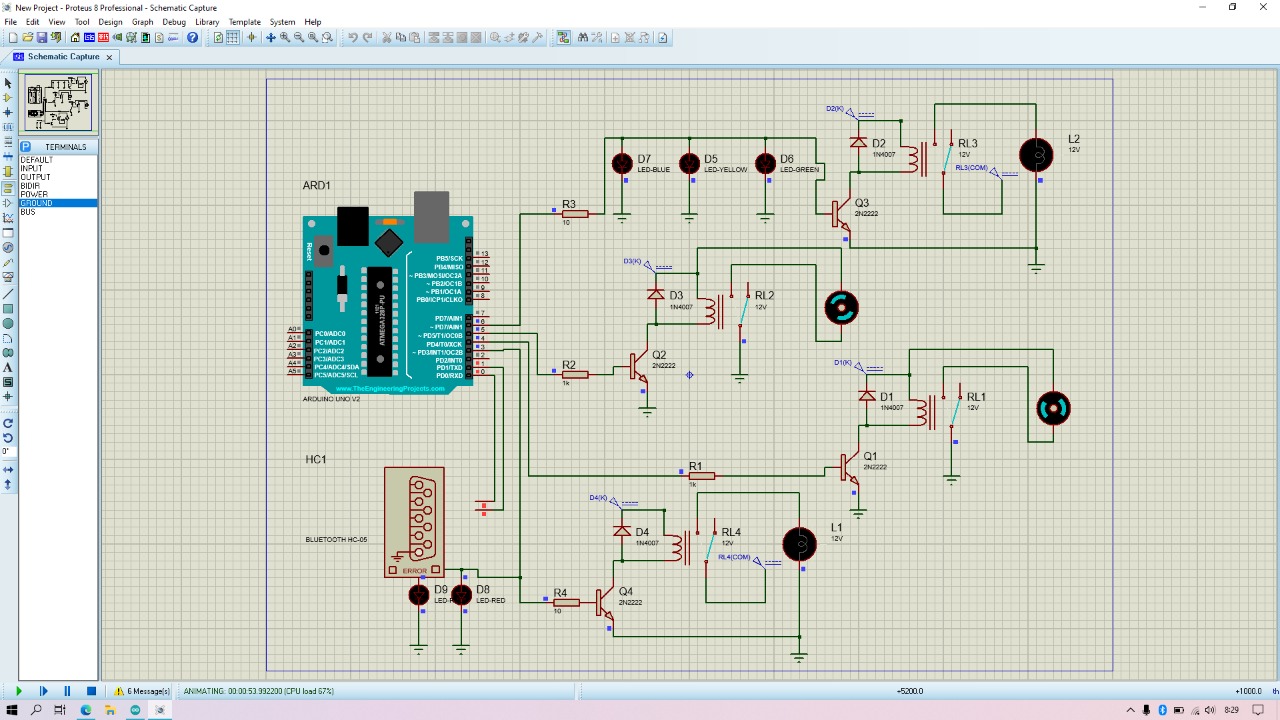 New Project - Proteus 8 Professional - Schematic Capture
File Edit View Tool Design Graph Debug Library Template System Help
Schematic Capture
P TERMINALS
DEFAULT
INPUT
OUTPUT
BIDIR
POWER
GROUND
BUS
0°
ARD1
Reset
PB5/SCK 13
PB4/MISO 12
~ PB3/MOSI/OC2A 11
~ PB2/OC1B 10
~ PB1/OC1A 9
PB0/ICP1/CLKO 8
PD7/AIN1 7
~ PD7/AIN1 6
~ PD5/T1/OC0B 5
PD4/T0/XCK 4
~ PD3/INT1/OC2B 3
PD2/INT0 2
PD1/TXD 1
PD0/RXD 0
A0 PC0/ADC0
A1 PC1/ADC1
A2 PC2/ADC2
A3 PC3/ADC3
A4 PC4/ADC4/SDA
A5 PC5/ADC5/SCL
ATMEGA328P-PU
www.TheEngineeringProjects.com
ARDUINO UNO V2
HC1
BLUETOOTH HC-05
ERROR
D9
LED-R
D8
LED-RED
R3
10
D7
LED-BLUE
D5
LED-YELLOW
D6
LED-GREEN
D2(K)
D2
1N4007
RL3
12V
RL3(COM)
L2
12V
Q3
2N2222
D3(K)
D3
1N4007
RL2
12V
Q2
2N2222
R2
1k
D1(K)
D1
1N4007
RL1
12V
Q1
2N2222
R1
1k
D4(K)
D4
1N4007
RL4
12V
RL4(COM)
L1
12V
Q4
2N2222
R4
10
6 Message(s) ANIMATING: 00:00:53.992200 (CPU load 67%) +5200.0 +1000.0 th
8:29